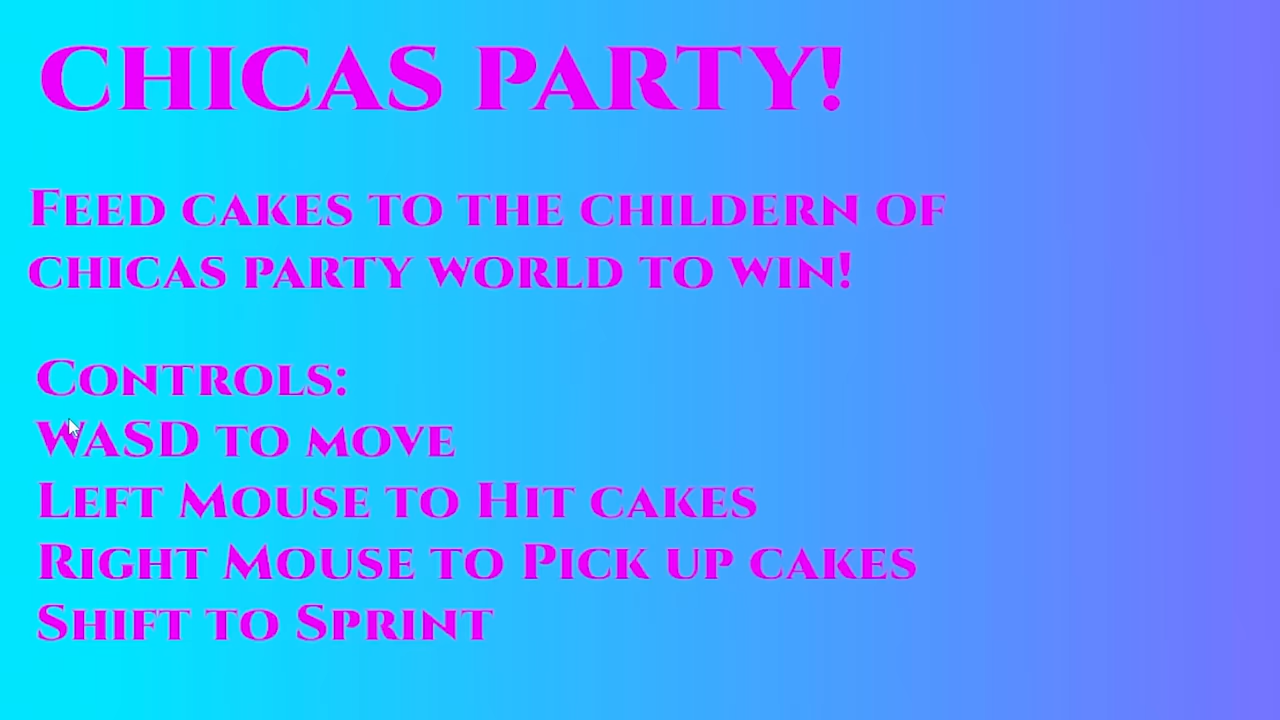 CHICAS PARTY!
FEED CAKES TO THE CHILDERN OF
CHICAS PARTY WORLD TO WIN!
CONTROLS:
WASD TO MOVE
LEFT MOUSE TO HIT CAKES
RIGHT MOUSE TO PICK UP CAKES
SHIFT TO SPRINT